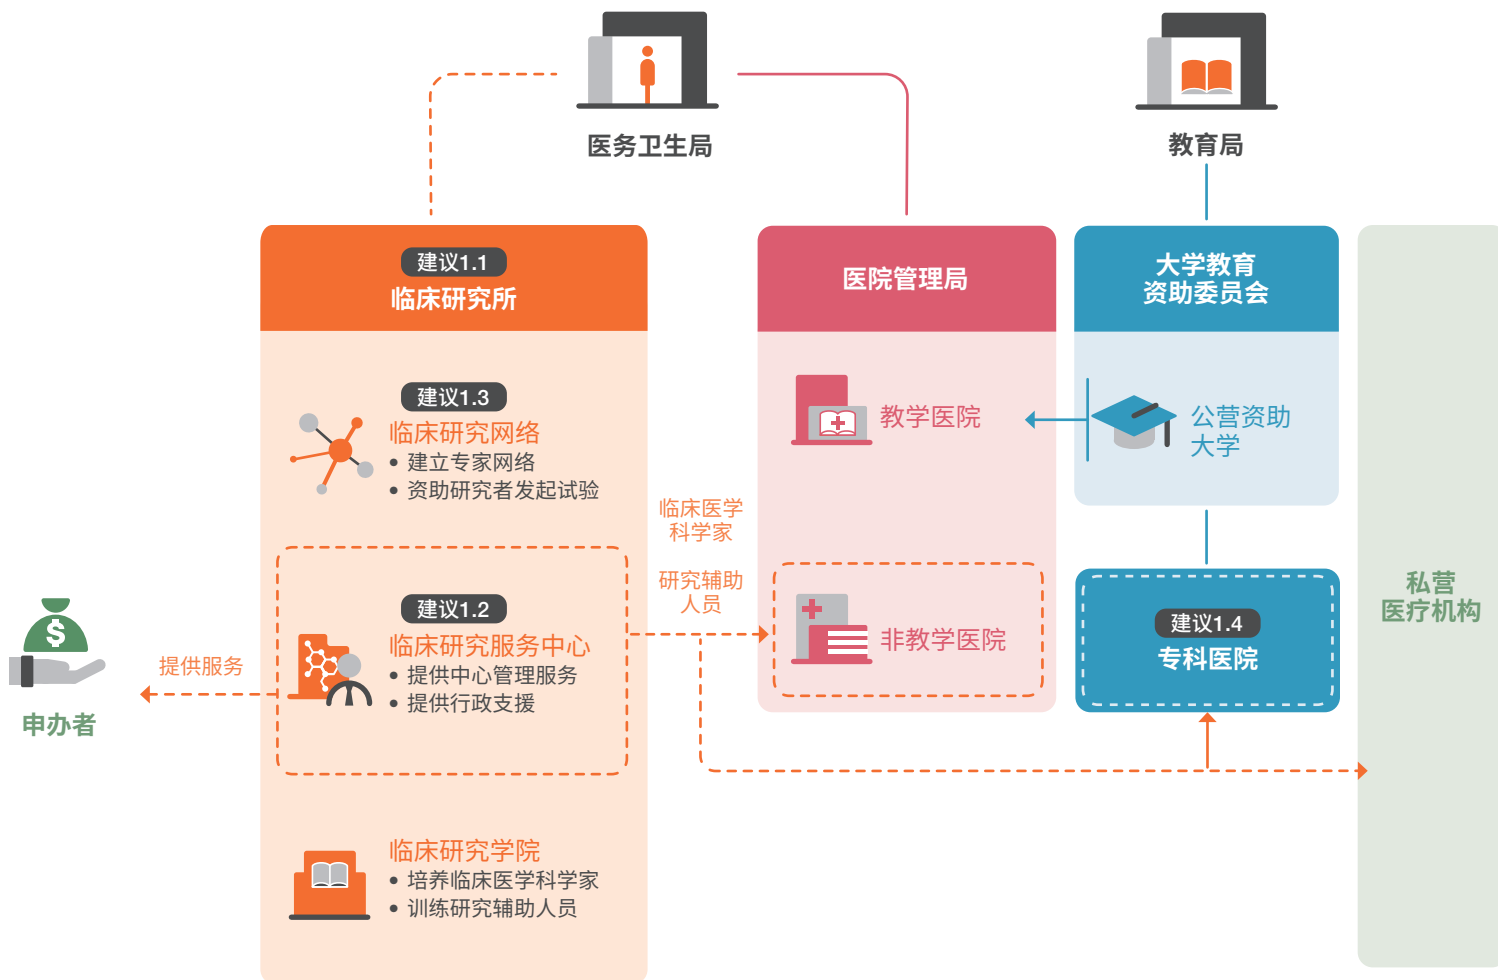 医务卫生局
教育局
建议1.1
临床研究所
医院管理局
大学教育
资助委员会
建议1.3
临床研究网络
• 建立专家网络
• 资助研究者发起试验
教学医院
公营资助
大学
临床医学
科学家
研究辅助
人员
建议1.2
临床研究服务中心
• 提供中心管理服务
• 提供行政支援
非教学医院
建议1.4
专科医院
私营
医疗机构
$
提供服务
申办者
临床研究学院
• 培养临床医学科学家
• 训练研究辅助人员